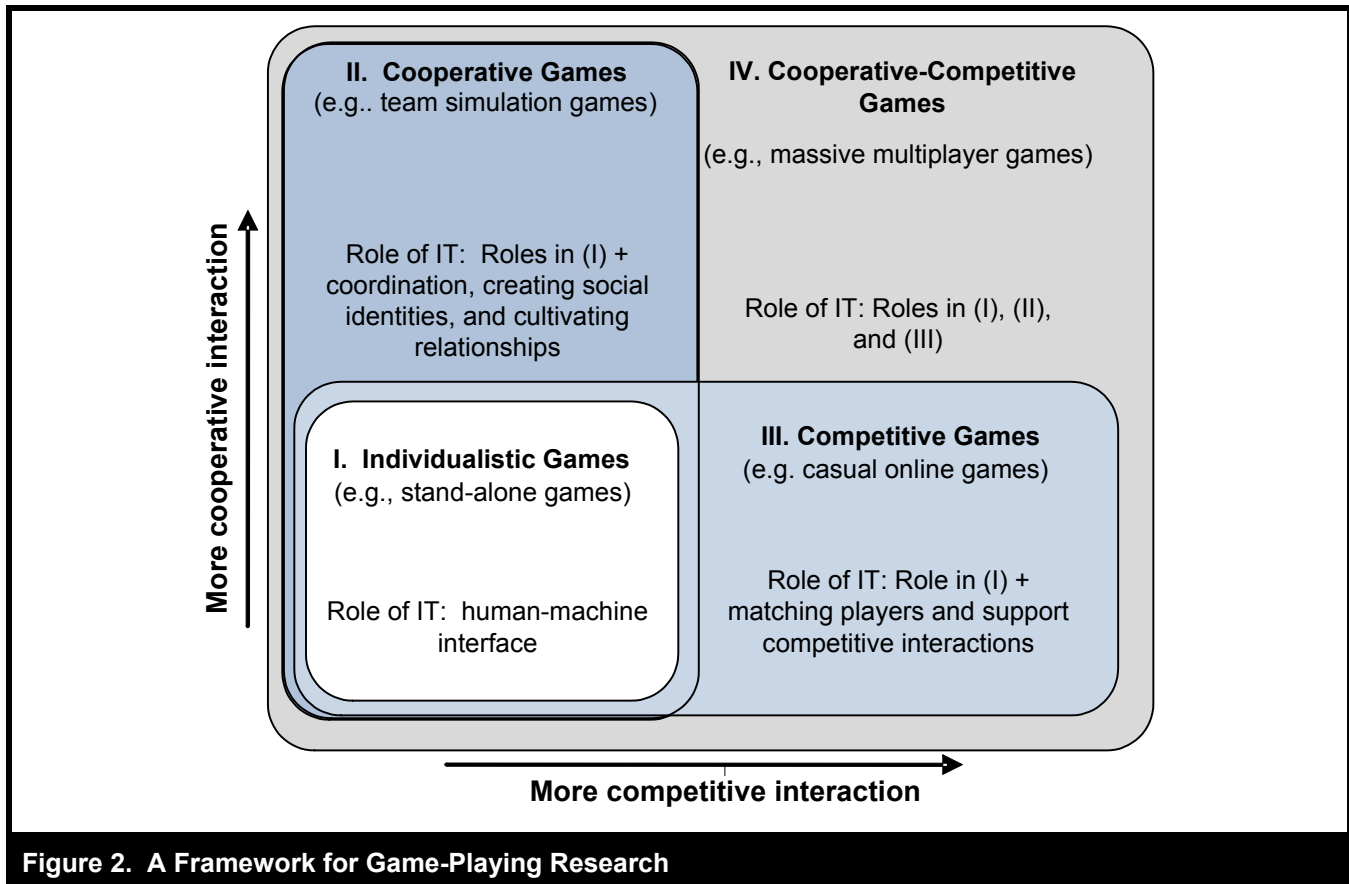 II. Cooperative Games
(e.g.. team simulation games)
Role of IT: Roles in (I) +
coordination, creating social
identities, and cultivating
relationships
IV. Cooperative-Competitive
Games
(e.g., massive multiplayer games)
Role of IT: Roles in (I), (II),
and (III)
More cooperative interaction
I. Individualistic Games
(e.g., stand-alone games)
Role of IT: human-machine
interface
III. Competitive Games
(e.g. casual online games)
Role of IT: Role in (I) +
matching players and support
competitive interactions
More competitive interaction
Figure 2. A Framework for Game-Playing Research